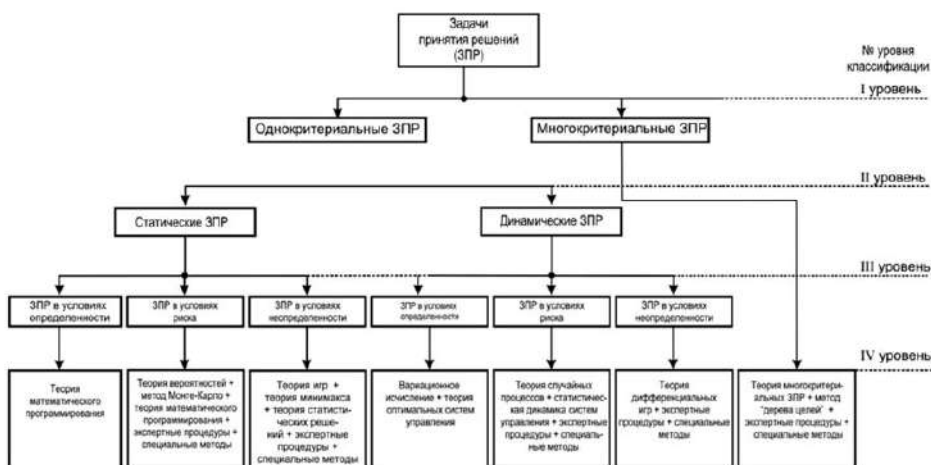 Задачи
принятия решений
(ЗПР)
№ уровня
классификации
I уровень
Однокритериальные ЗПР
Многокритериальные ЗПР
II уровень
Статические ЗПР
Динамические ЗПР
III уровень
ЗПР в условиях
определенности
ЗПР в условиях
риска
ЗПР в условиях
неопределенности
ЗПР в условиях
определенности
ЗПР в условиях
риска
ЗПР в условиях
неопределенности
IV уровень
Теория
математического
программирования
Теория вероятностей +
метод Монте-Карло +
теория математического
программирования +
экспертные процедуры +
специальные методы
Теория игр +
теория минимакса
+ теория статисти-
ческих реше-
ний + экспертные
процедуры +
специальные методы
Вариационное
исчисление + теория
оптимальных систем
управления
Теория случайных
процессов + статистиче-
ская динамика систем
управления + экспертные
процедуры + специаль-
ные методы
Теория
дифференциальных
игр + экспертные
процедуры + специальные
методы
Теория многокритери-
альных ЗПР + метод
"дерева целей" +
экспертные процедуры +
специальные методы